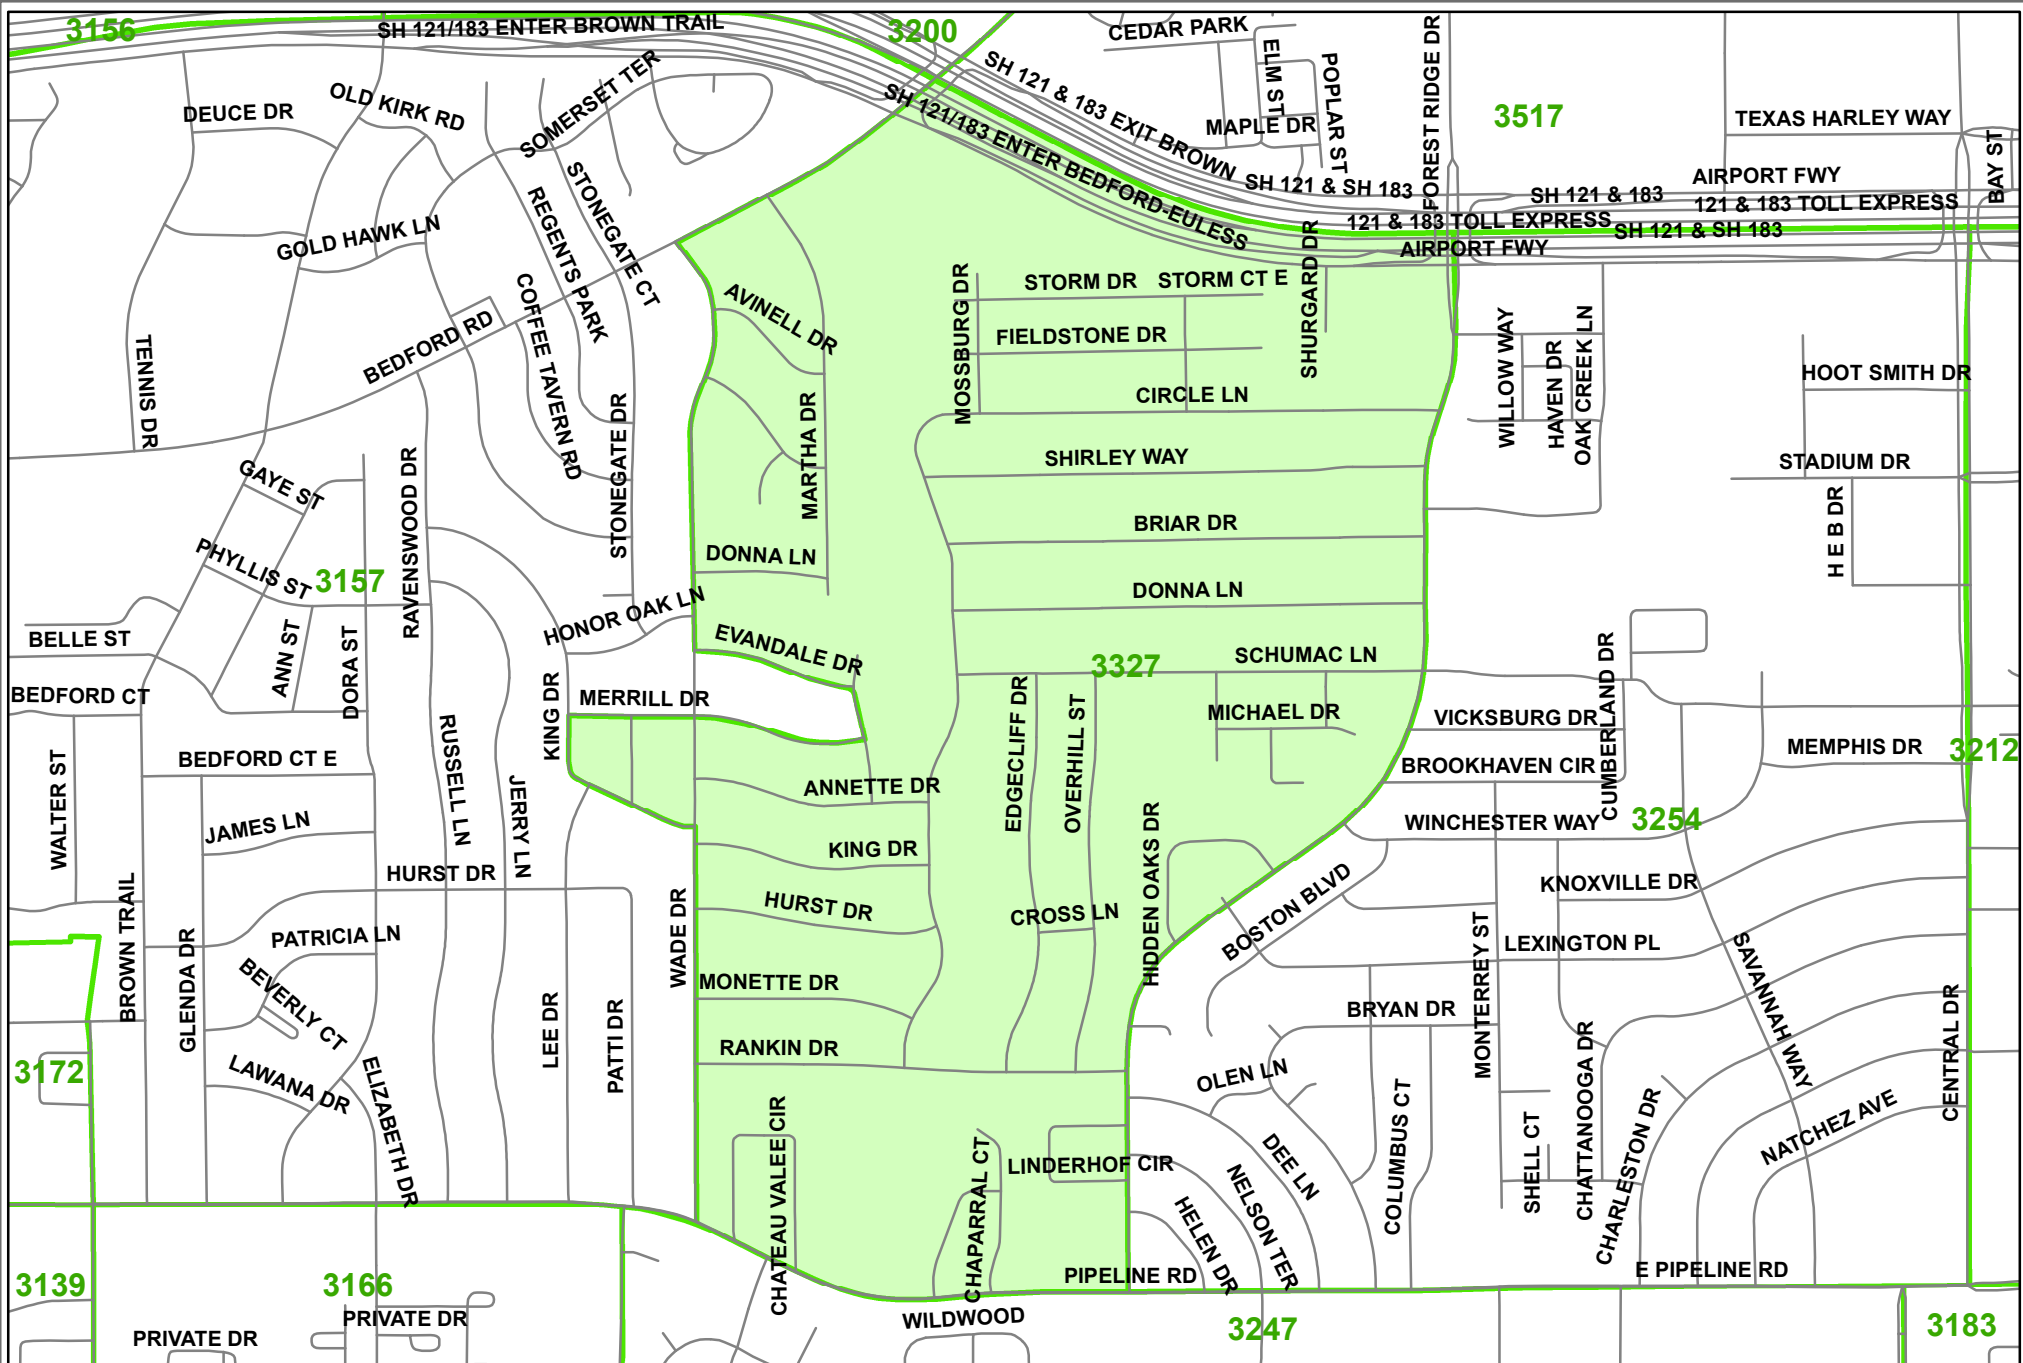 3156
SH 121/183 ENTER BROWN TRAIL
3200
CEDAR PARK
FOREST RIDGE DR
ELM ST
POPLAR ST
MAPLE DR
3517
TEXAS HARLEY WAY
BAY ST
DEUCE DR
OLD KIRK RD
SOMERSET TER
SH 121 & 183 EXIT BROWN
SH 121/183 ENTER BEDFORD-EULESS
SH 121 & SH 183
SH 121 & 183
AIRPORT FWY
121 & 183 TOLL EXPRESS
121 & 183 TOLL EXPRESS
SH 121 & SH 183
AIRPORT FWY
GOLD HAWK LN
REGENTS PARK
STONEGATE CT
COFFEE TAVERN RD
BEDFORD RD
TENNIS DR
AVINELL DR
MOSSBURG DR
STORM DR
STORM CT E
SHURGARD DR
FIELDSTONE DR
CIRCLE LN
WILLOW WAY
HAVEN DR
OAK CREEK LN
HOOT SMITH DR
STONEGATE DR
MARTHA DR
SHIRLEY WAY
STADIUM DR
H E B DR
GAYE ST
RAVENSWOOD DR
BRIAR DR
PHYLLIS ST
3157
DONNA LN
DONNA LN
HONOR OAK LN
BELLE ST
ANN ST
DORA ST
EVANDALE DR
3327
SCHUMAC LN
CUMBERLAND DR
BEDFORD CT
KING DR
MERRILL DR
EDGECLIFF DR
OVERHILL ST
MICHAEL DR
VICKSBURG DR
MEMPHIS DR
3212
WALTER ST
BEDFORD CT E
RUSSELL LN
JERRY LN
ANNETTE DR
BROOKHAVEN CIR
JAMES LN
KING DR
HIDDEN OAKS DR
WINCHESTER WAY
3254
HURST DR
WADE DR
HURST DR
CROSS LN
BOSTON BLVD
KNOXVILLE DR
BROWN TRAIL
GLENDA DR
PATRICIA LN
BEVERLY CT
MONTERREY ST
LEXINGTON PL
SAVANNAH WAY
MONETTE DR
LEE DR
PATTI DR
BRYAN DR
CENTRAL DR
3172
LAWANA DR
ELIZABETH DR
RANKIN DR
OLEN LN
CHATTANOOGA DR
COLUMBUS CT
CHATEAU VALEE CIR
CHAPARRAL CT
LINDERHOF CIR
DEE LN
NELSON TER
HELEN DR
SHELL CT
CHARLESTON DR
NATCHEZ AVE
3139
3166
PIPELINE RD
E PIPELINE RD
PRIVATE DR
PRIVATE DR
WILDWOOD
3247
3183